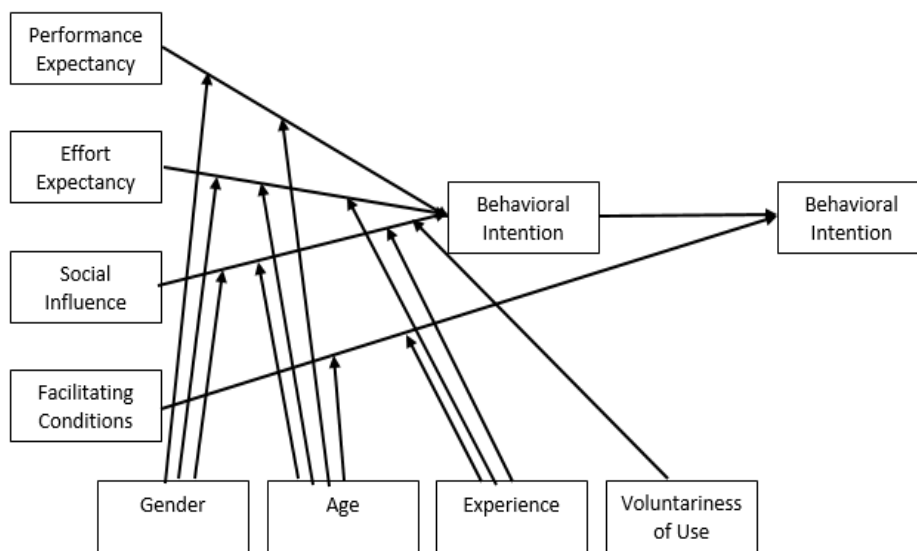 Performance
Expectancy
Effort
Expectancy
Behavioral
Intention
Behavioral
Intention
Social
Influence
Facilitating
Conditions
Gender
Age
Experience
Voluntariness
of Use